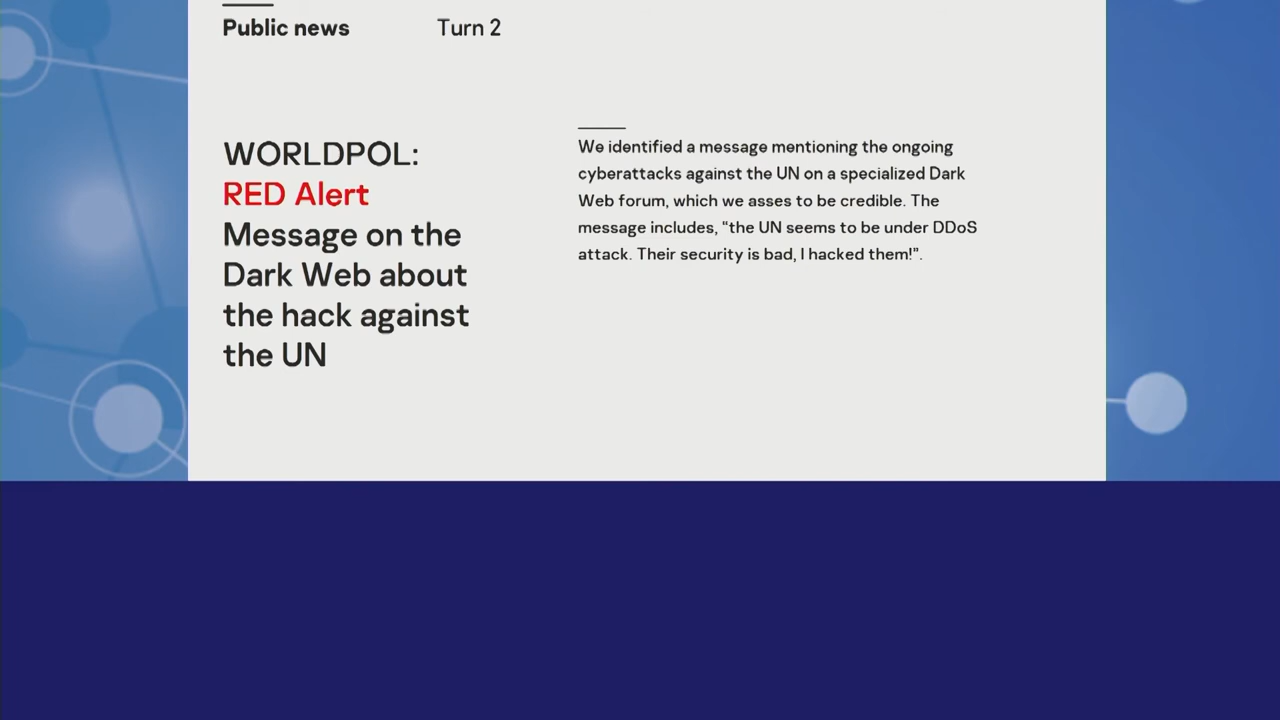 Public news
Turn 2
WORLDPOL:
RED Alert
Message on the
Dark Web about
the hack against
the UN
We identified a message mentioning the ongoing
cyberattacks against the UN on a specialized Dark
Web forum, which we asses to be credible. The
message includes, “the UN seems to be under DDoS
attack. Their security is bad, I hacked them!”.